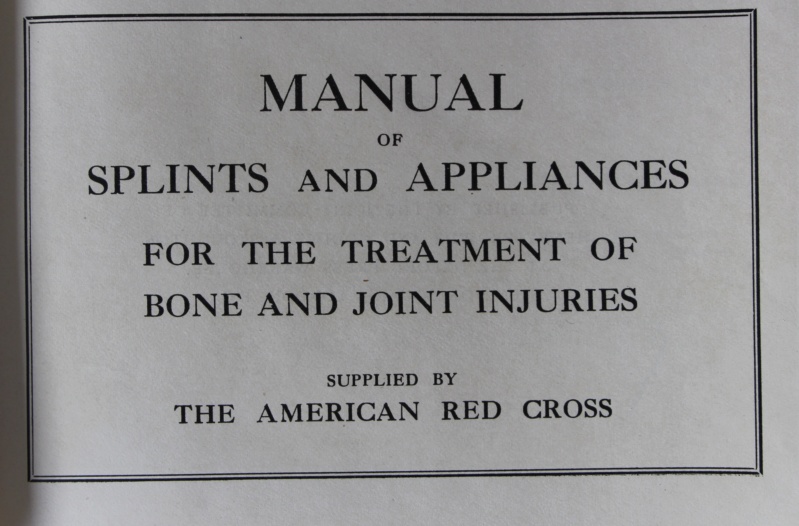 MANUAL
OF
SPLINTS AND APPLIANCES
FOR THE TREATMENT OF
BONE AND JOINT INJURIES
SUPPLIED BY
THE AMERICAN RED CROSS